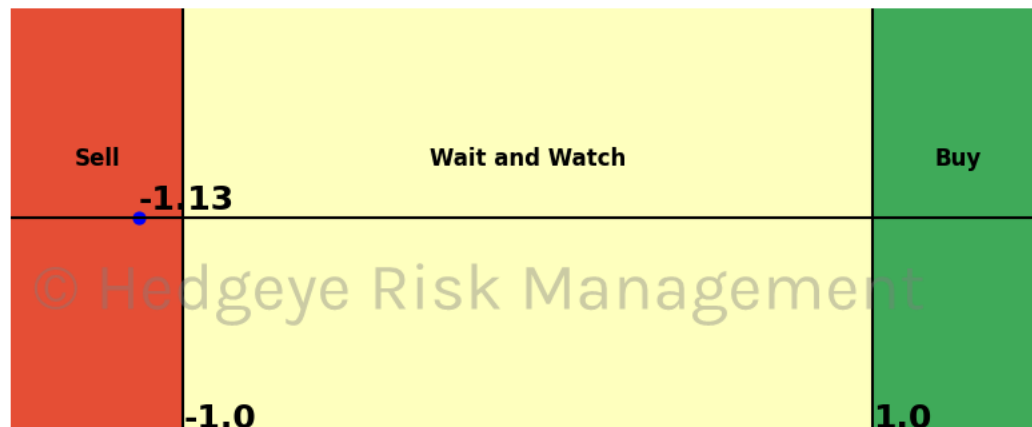 Sell
Wait and Watch
Buy
-1.13
© Hedgeye Risk Management
-1.0
1.0